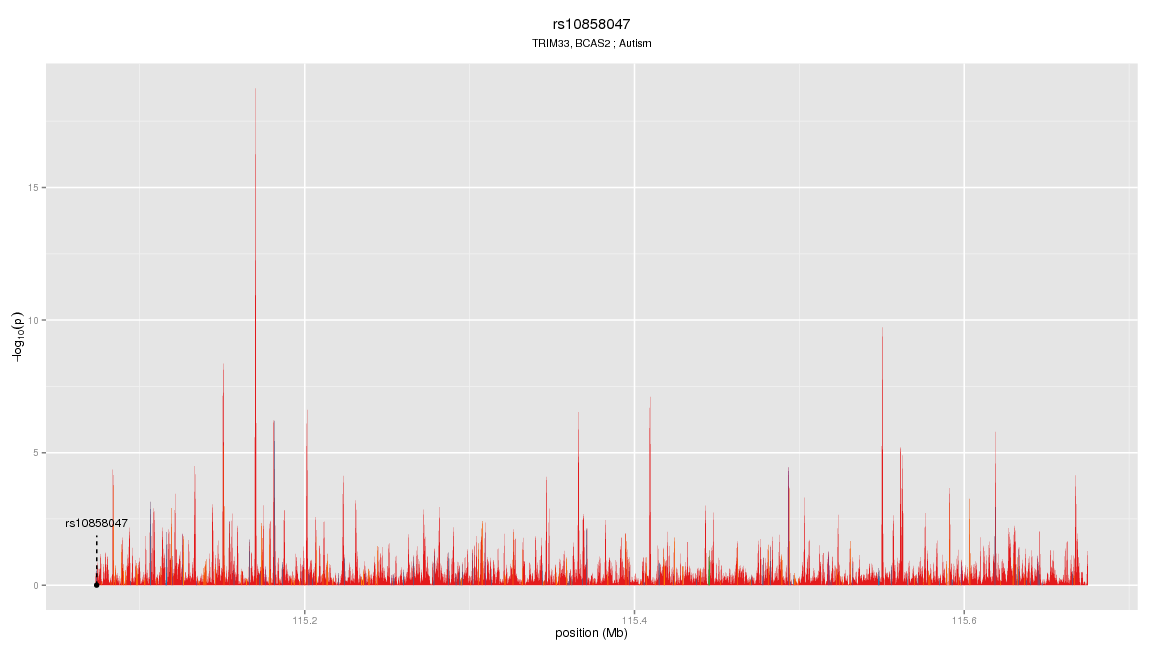 rs10858047
TRIM33, BCAS2 ; Autism
−log10(p)
15
10
5
0
rs10858047
115.2
115.4
115.6
position (Mb)